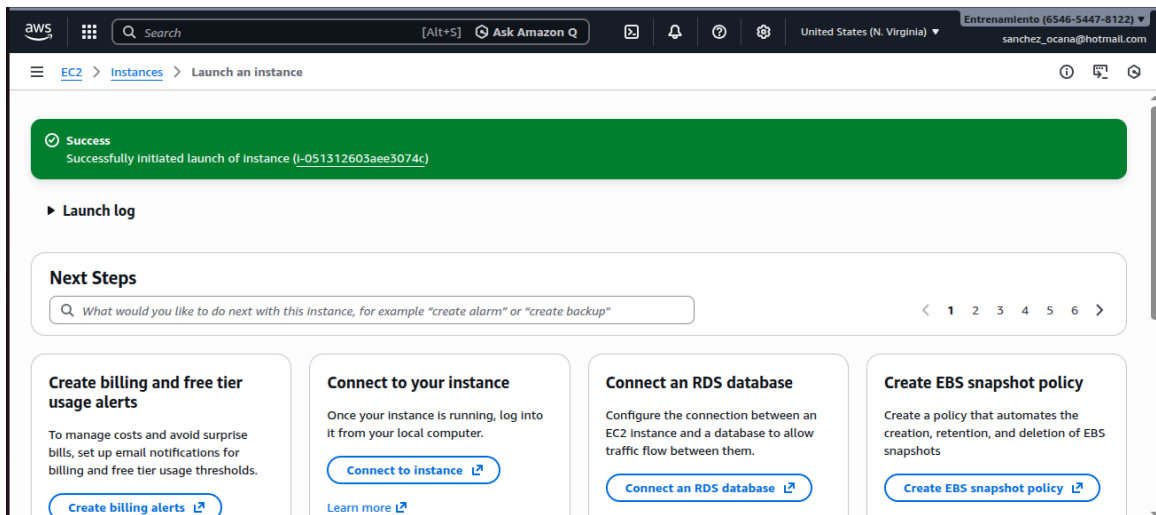 aws
Search
[Alt+S]
Ask Amazon Q
United States (N. Virginia) ▼
Entrenamiento (6546-5447-8122) ▼
sanchez_ocana@hotmail.com
EC2 > Instances > Launch an instance
Success
Successfully initiated launch of instance (i-051312603aee3074c)
Launch log
Next Steps
What would you like to do next with this instance, for example "create alarm" or "create backup"
< 1 2 3 4 5 6 >
Create billing and free tier
usage alerts
To manage costs and avoid surprise
bills, set up email notifications for
billing and free tier usage thresholds.
Create billing alerts
Connect to your instance
Once your instance is running, log into
it from your local computer.
Connect to instance
Learn more
Connect an RDS database
Configure the connection between an
EC2 instance and a database to allow
traffic flow between them.
Connect an RDS database
Create EBS snapshot policy
Create a policy that automates the
creation, retention, and deletion of EBS
snapshots
Create EBS snapshot policy